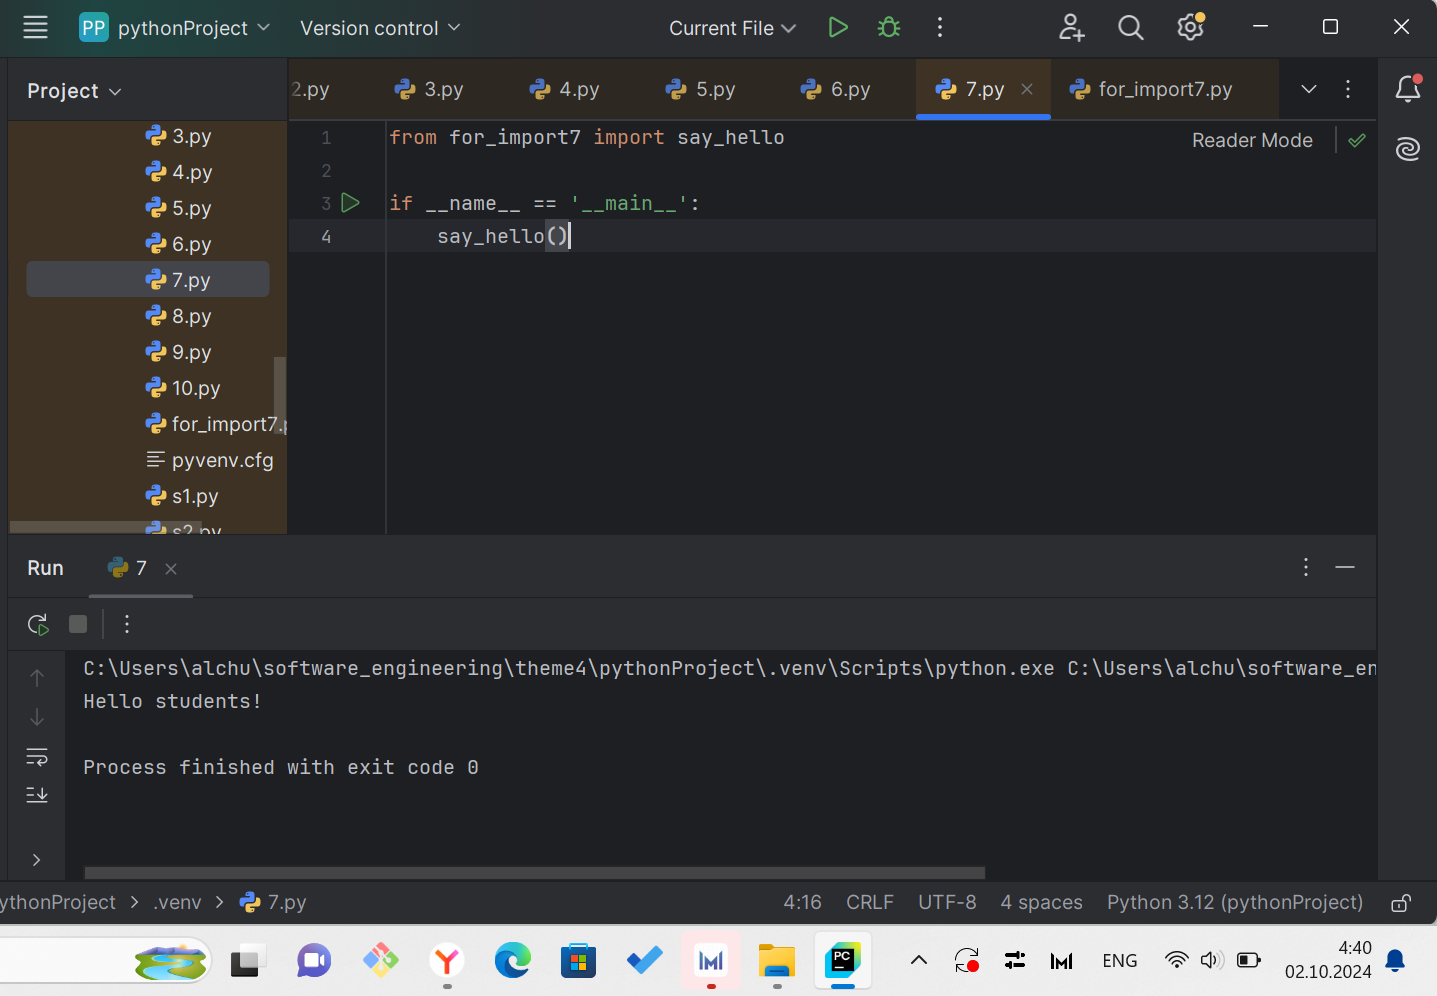 PP pythonProject Version control Current File
Project
2.py 3.py 4.py 5.py 6.py 7.py for_import7.py
3.py
4.py
5.py
6.py
7.py
8.py
9.py
10.py
for_import7.p
pyvenv.cfg
s1.py
s2.py
1 from for_import7 import say_hello
Reader Mode
2
3 if __name__ == '__main__':
4 say_hello()
Run 7
C:\Users\alchu\software_engineering\theme4\pythonProject\.venv\Scripts\python.exe C:\Users\alchu\software_en
Hello students!
Process finished with exit code 0
ythonProject > .venv > 7.py 4:16 CRLF UTF-8 4 spaces Python 3.12 (pythonProject)
PC
ENG
4:40
02.10.2024